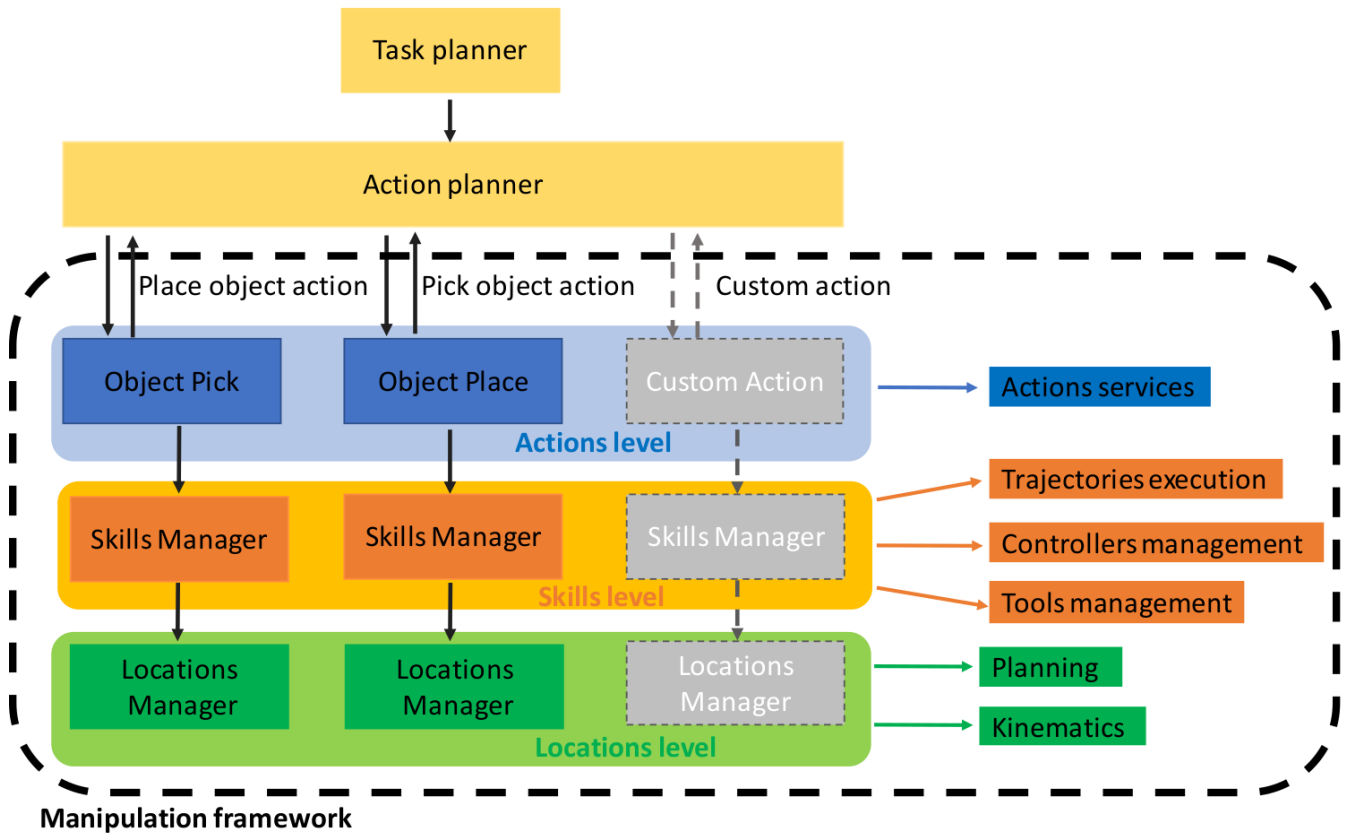 Task planner
Action planner
Place object action
Pick object action
Custom action
Object Pick
Object Place
Custom Action
Actions services
Actions level
Skills Manager
Skills Manager
Skills Manager
Trajectories execution
Controllers management
Tools management
Skills level
Locations
Manager
Locations
Manager
Locations
Manager
Planning
Kinematics
Locations level
Manipulation framework